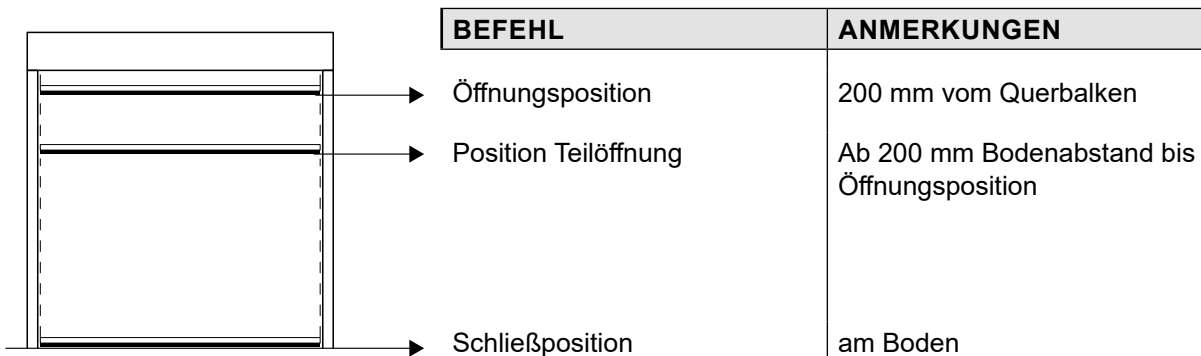 BEFEHL ANMERKUNGEN
Öffnungsposition 200 mm vom Querbalken
Position Teilöffnung Ab 200 mm Bodenabstand bis
Öffnungsposition
Schließposition am Boden